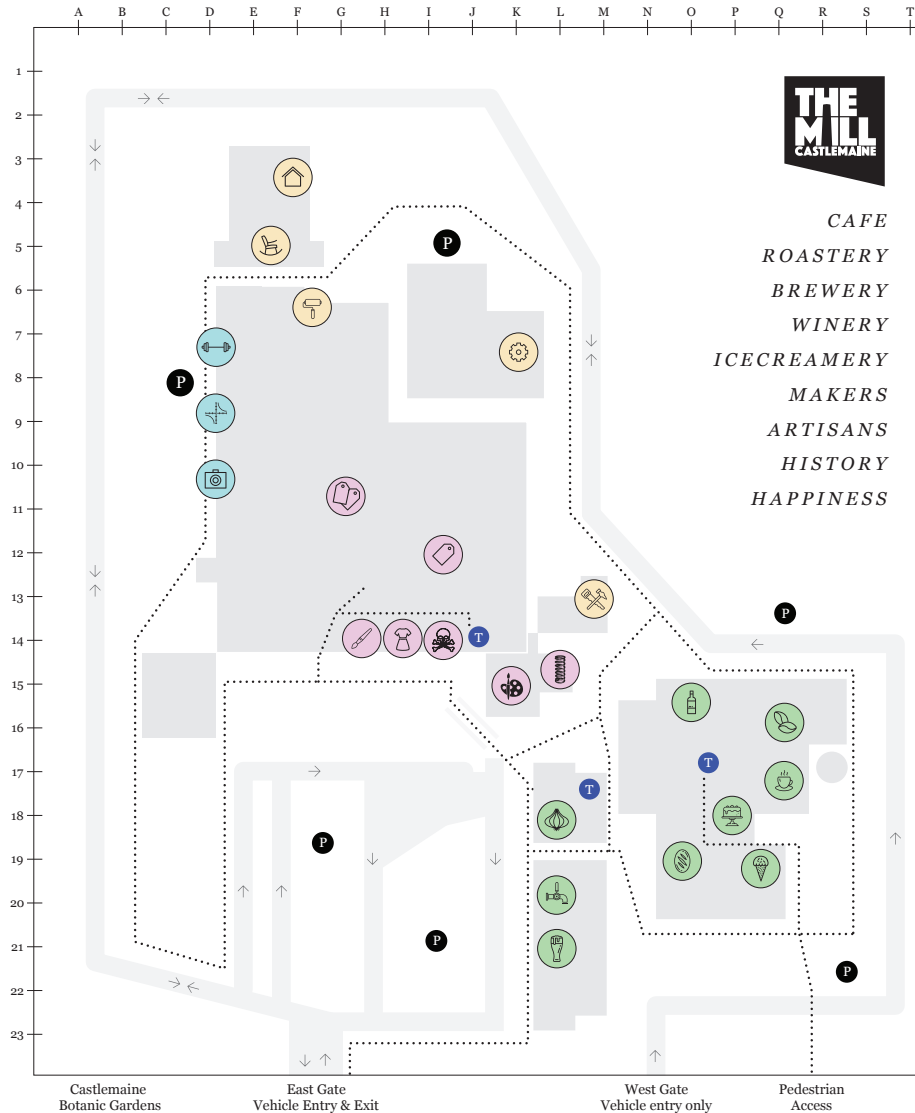 A B C D E F G H I J K L M N O P Q R S T
1
2
THE
MILL
CASTLEMAINE
3
4
CAFE
P
5
ROASTERY
6
BREWERY
7
WINERY
P
8
ICECREAMERY
MAKERS
9
ARTISANS
10
HISTORY
HAPPINESS
11
12
13
P
T
14
15
16
T
17
T
18
P
19
20
P
21
P
22
23
Castlemaine
Botanic Gardens
East Gate
Vehicle Entry & Exit
West Gate
Vehicle entry only
Pedestrian
Access